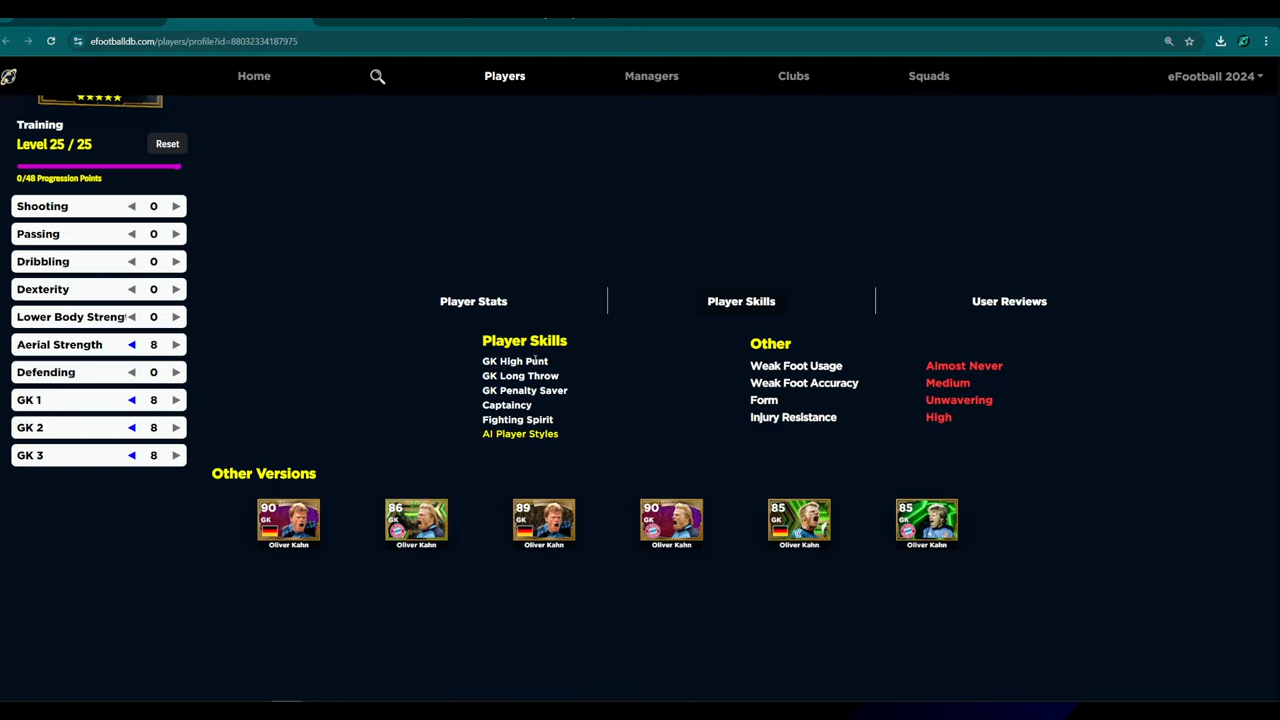 efootballdb.com/players/profile?id=88032334187975
Home
Players
Managers
Clubs
Squads
eFootball 2024
Training
Level 25 / 25
Reset
0/48 Progression Points
Shooting 0
Passing 0
Dribbling 0
Dexterity 0
Lower Body Streng 0
Aerial Strength 8
Defending 0
GK 1 8
GK 2 8
GK 3 8
Player Stats
Player Skills
User Reviews
Player Skills
GK High Punt
GK Long Throw
GK Penalty Saver
Captaincy
Fighting Spirit
AI Player Styles
Other
Weak Foot Usage Almost Never
Weak Foot Accuracy Medium
Form Unwavering
Injury Resistance High
Other Versions
90 GK Oliver Kahn
86 GK Oliver Kahn
89 GK Oliver Kahn
90 GK Oliver Kahn
85 GK Oliver Kahn
85 GK Oliver Kahn